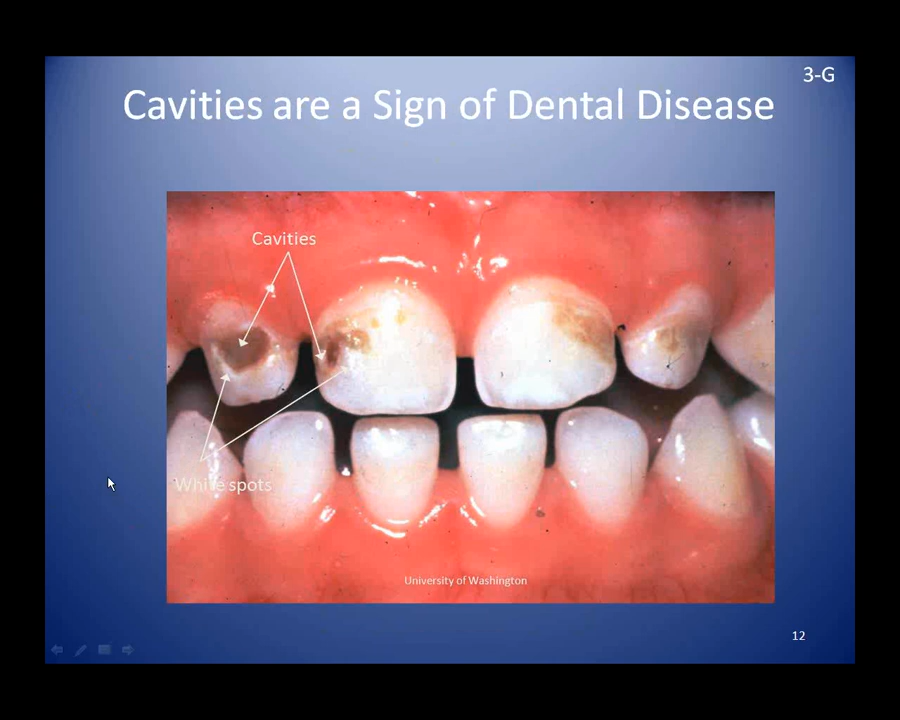 3-G
Cavities are a Sign of Dental Disease
Cavities
White spots
University of Washington
12